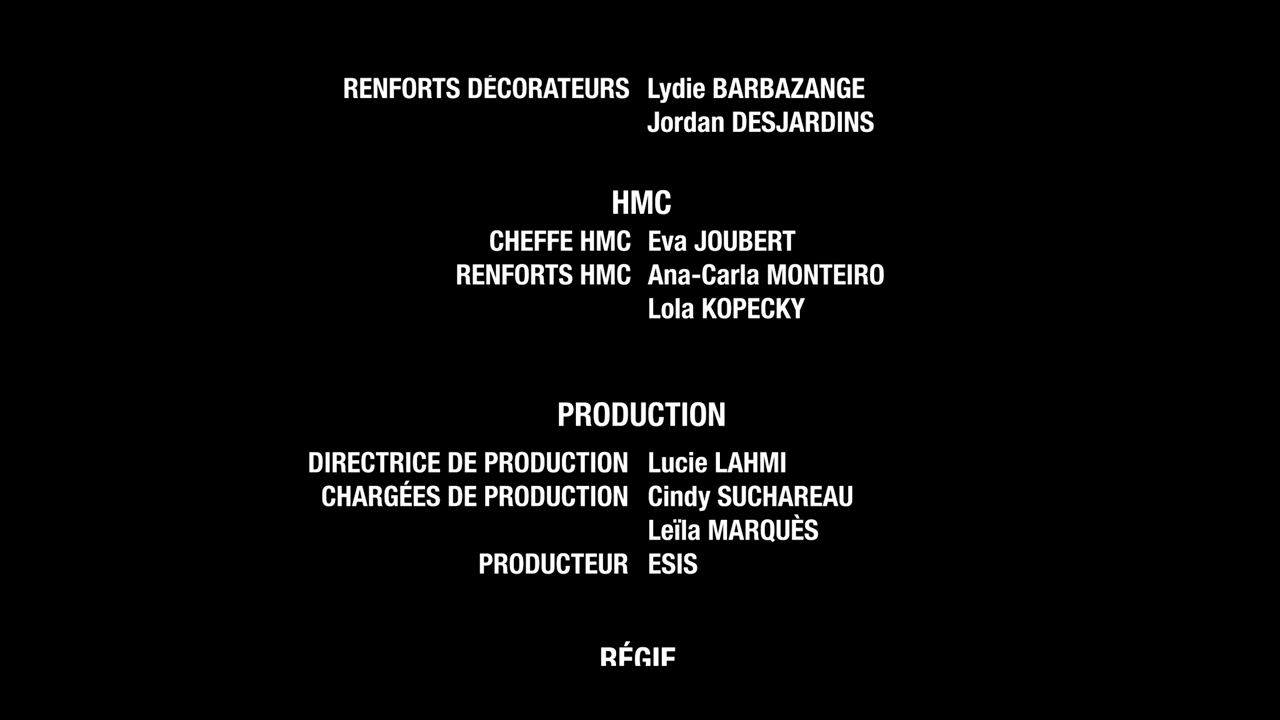 RENFORTS DÉCORATEURS Lydie BARBAZANGE
Jordan DESJARDINS
HMC
CHEFFE HMC Eva JOUBERT
RENFORTS HMC Ana-Carla MONTEIRO
Lola KOPECKY
PRODUCTION
DIRECTRICE DE PRODUCTION Lucie LAHMI
CHARGÉES DE PRODUCTION Cindy SUCHAREAU
Leïla MARQUÈS
PRODUCTEUR ESIS
RÉGIE